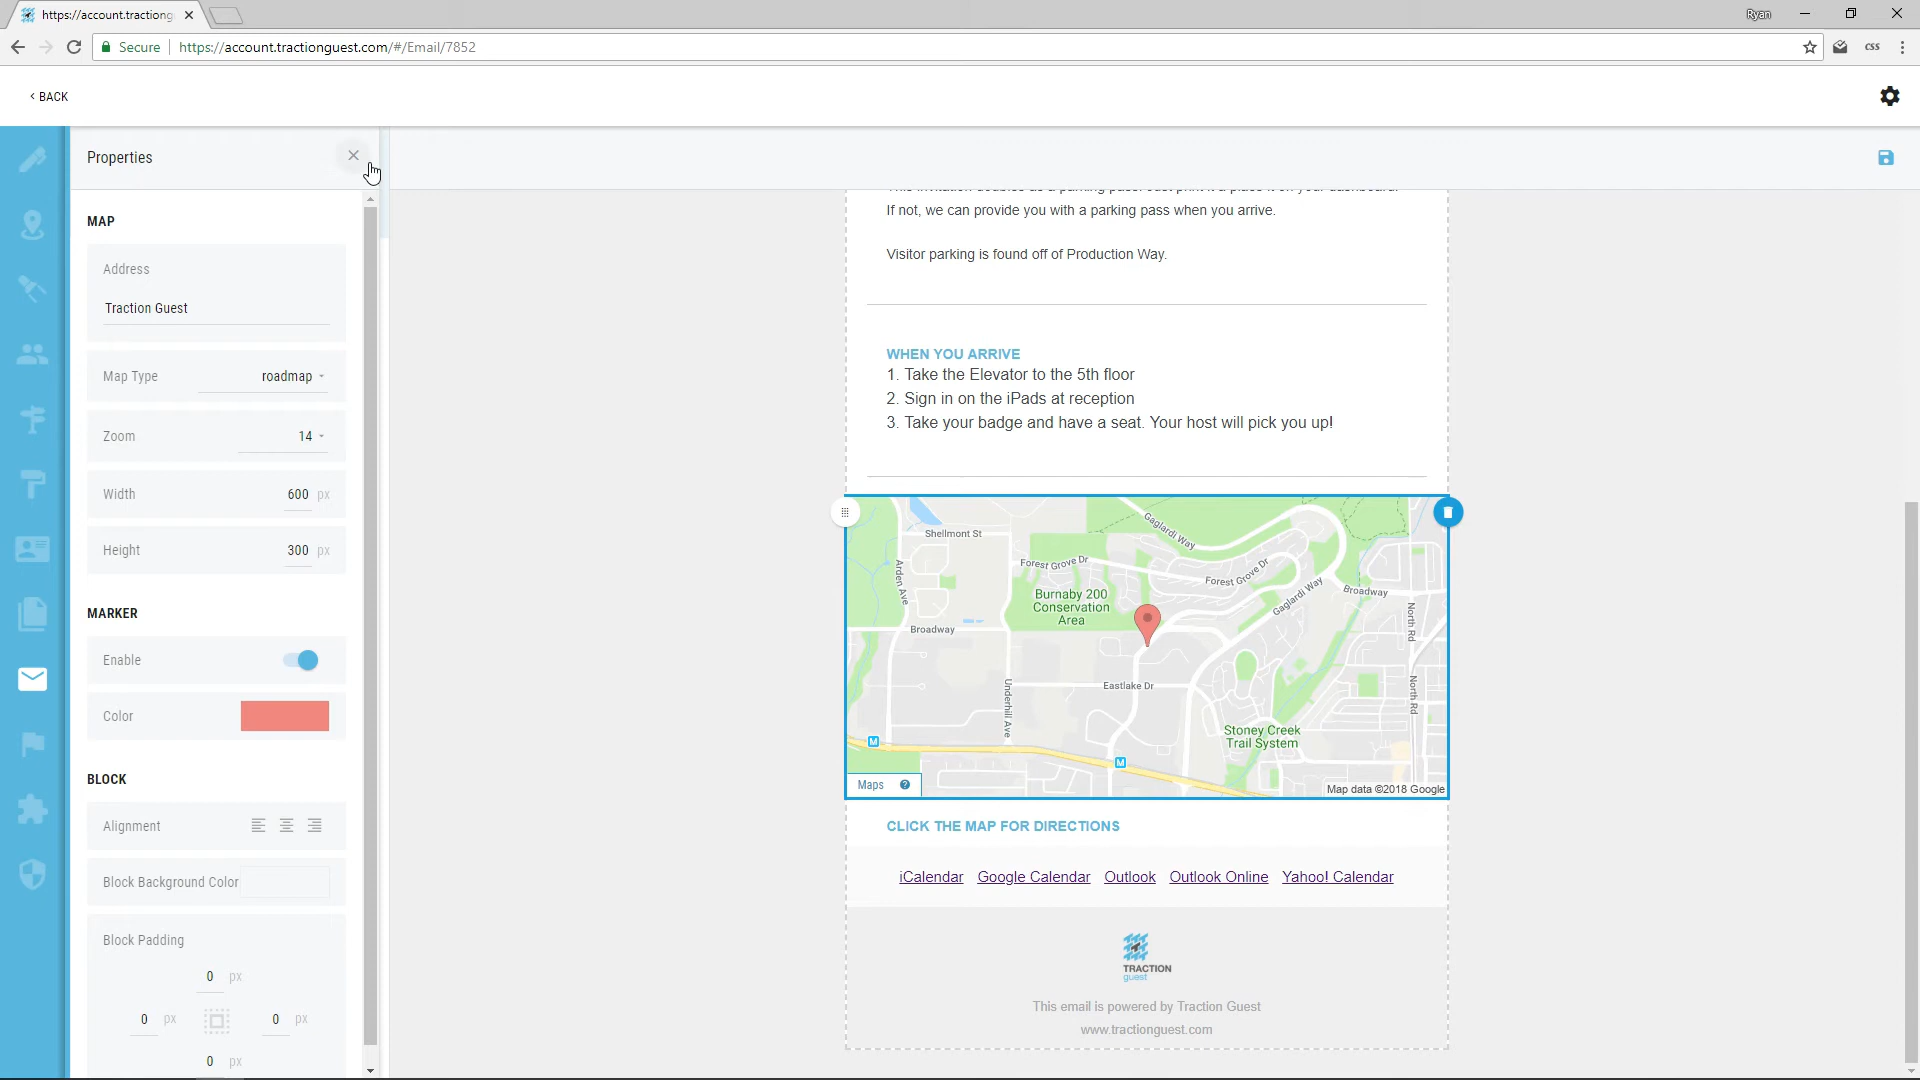 https://account.tractiong
Ryan
Secure
https://account.tractionguest.com/#/Email/7852
css
< BACK
Properties
MAP
Address
Traction Guest
Map Type
roadmap
Zoom
14
Width
600 px
Height
300 px
MARKER
Enable
Color
BLOCK
Alignment
Block Background Color
Block Padding
0 px
0 px
0 px
0 px
If not, we can provide you with a parking pass when you arrive.
Visitor parking is found off of Production Way.
WHEN YOU ARRIVE
1. Take the Elevator to the 5th floor
2. Sign in on the iPads at reception
3. Take your badge and have a seat. Your host will pick you up!
Gaglardi Way
Shellmont St
Arden Ave
Forest Grove Dr
Forest Grove Dr
Burnaby 200
Conservation
Area
Gaglardi Way
Broadway
North Rd
Broadway
Underhill Ave
Eastlake Dr
North Rd
Stoney Creek
Trail System
M
M
Maps ?
Map data ©2018 Google
CLICK THE MAP FOR DIRECTIONS
iCalendar Google Calendar Outlook Outlook Online Yahoo! Calendar
TRACTION
guest
This email is powered by Traction Guest
www.tractionguest.com